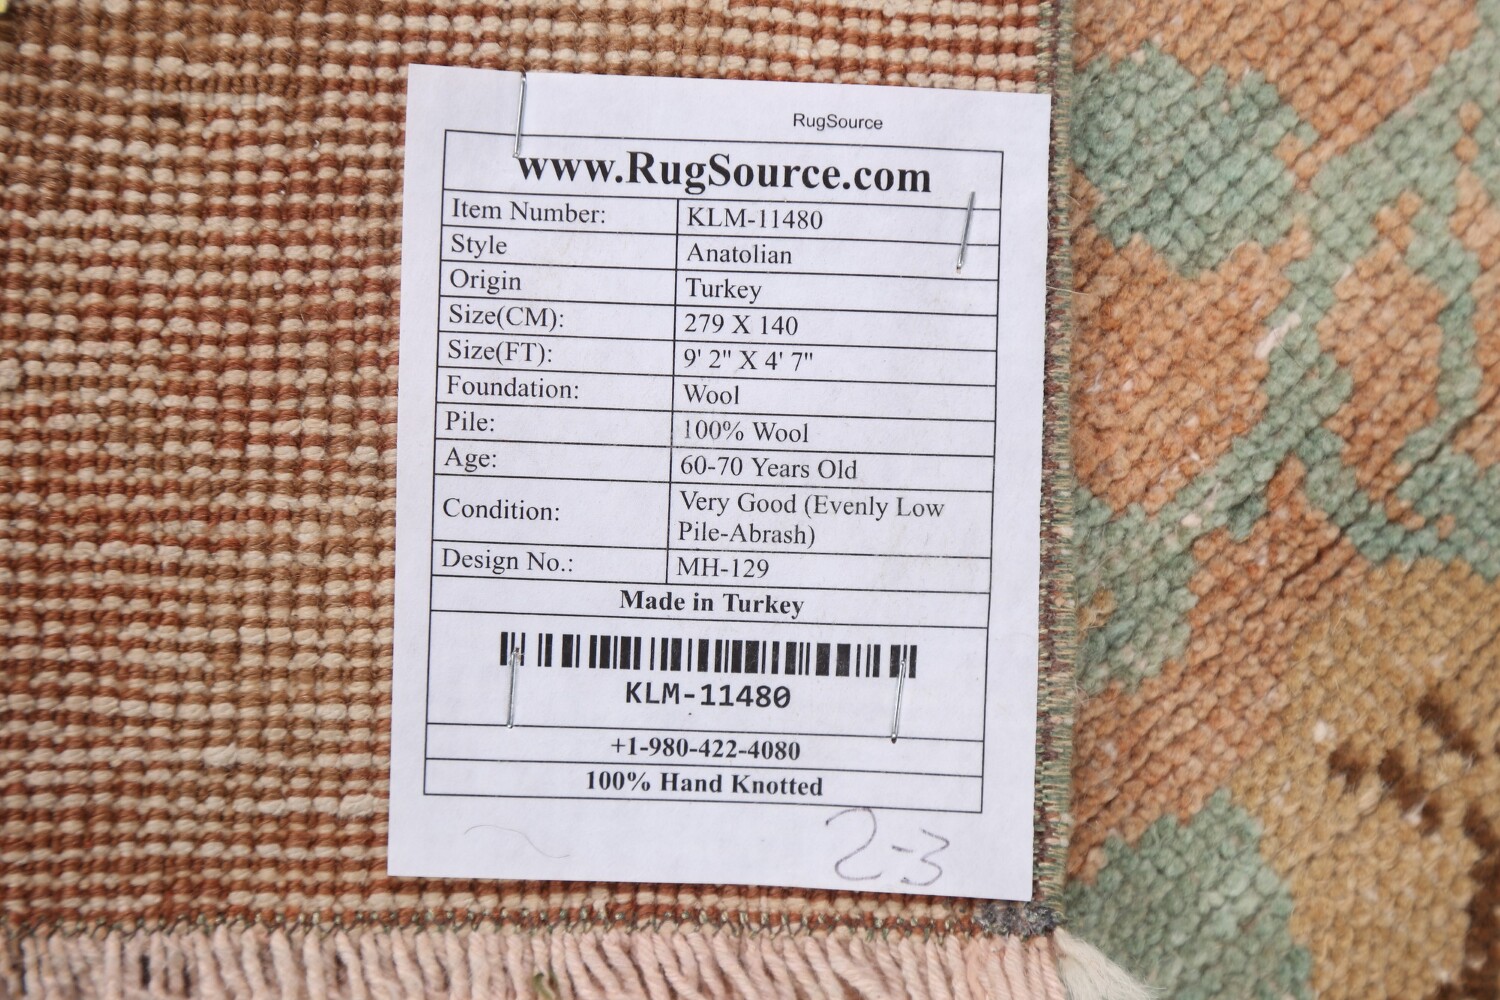 RugSource
www.RugSource.com
Item Number: KLM-11480
Style Anatolian
Origin Turkey
Size(CM): 279 X 140
Size(FT): 9' 2" X 4' 7"
Foundation: Wool
Pile: 100% Wool
Age: 60-70 Years Old
Condition: Very Good (Evenly Low
Pile-Abrash)
Design No.: MH-129
Made in Turkey
KLM-11480
+1-980-422-4080
100% Hand Knotted
2-3